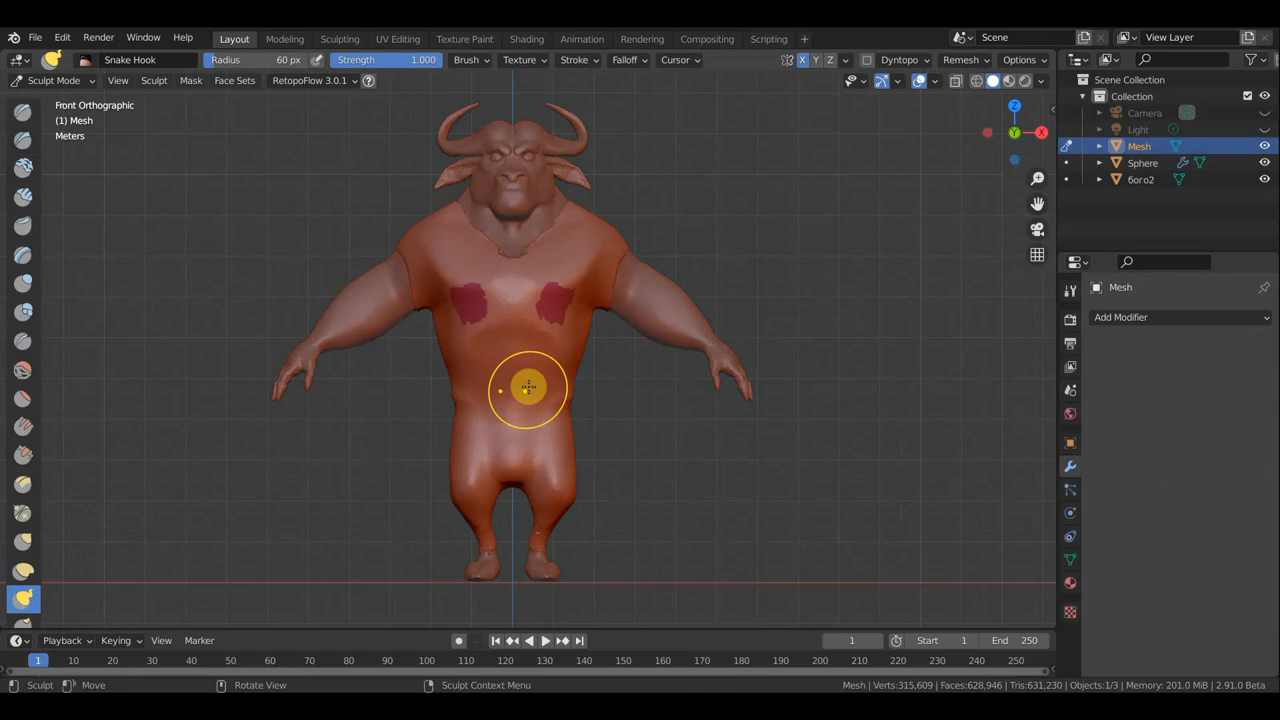 File Edit Render Window Help Layout Modeling Sculpting UV Editing Texture Paint Shading Animation Rendering Compositing Scripting + Scene View Layer
Snake Hook Radius 60 px Strength 1.000 Brush Texture Stroke Falloff Cursor X Y Z Dyntopo Remesh Options
Sculpt Mode View Sculpt Mask Face Sets RetopoFlow 3.0.1 ?
Scene Collection
Collection
Camera
Light
Mesh
Sphere
бого2
Front Orthographic
(1) Mesh
Meters
Z
Y
X
Mesh
Add Modifier
Playback Keying View Marker 1 Start 1 End 250
1 10 20 30 40 50 60 70 80 90 100 110 120 130 140 150 160 170 180 190 200 210 220 230 240 250
Sculpt Move Rotate View Sculpt Context Menu Mesh | Verts:315,609 | Faces:628,946 | Tris:631,230 | Objects:1/3 | Memory: 201.0 MiB | 2.91.0 Beta